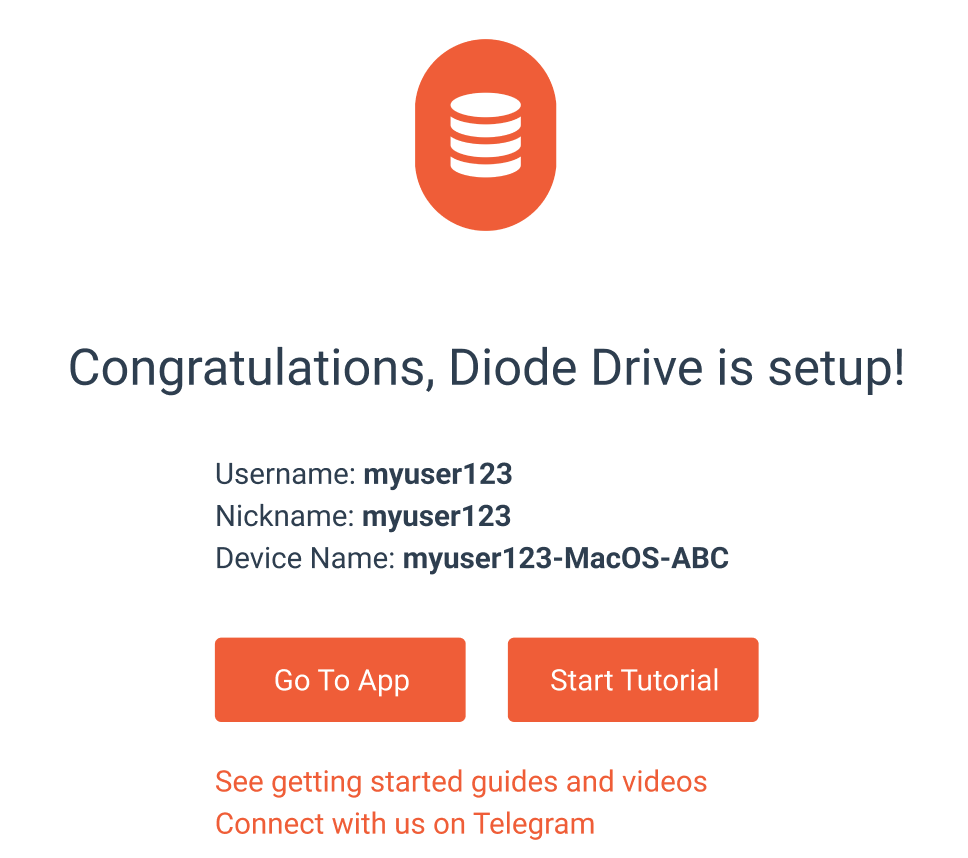 Congratulations, Diode Drive is setup!
Username: myuser123
Nickname: myuser123
Device Name: myuser123-MacOS-ABC
Go To App
Start Tutorial
See getting started guides and videos
Connect with us on Telegram